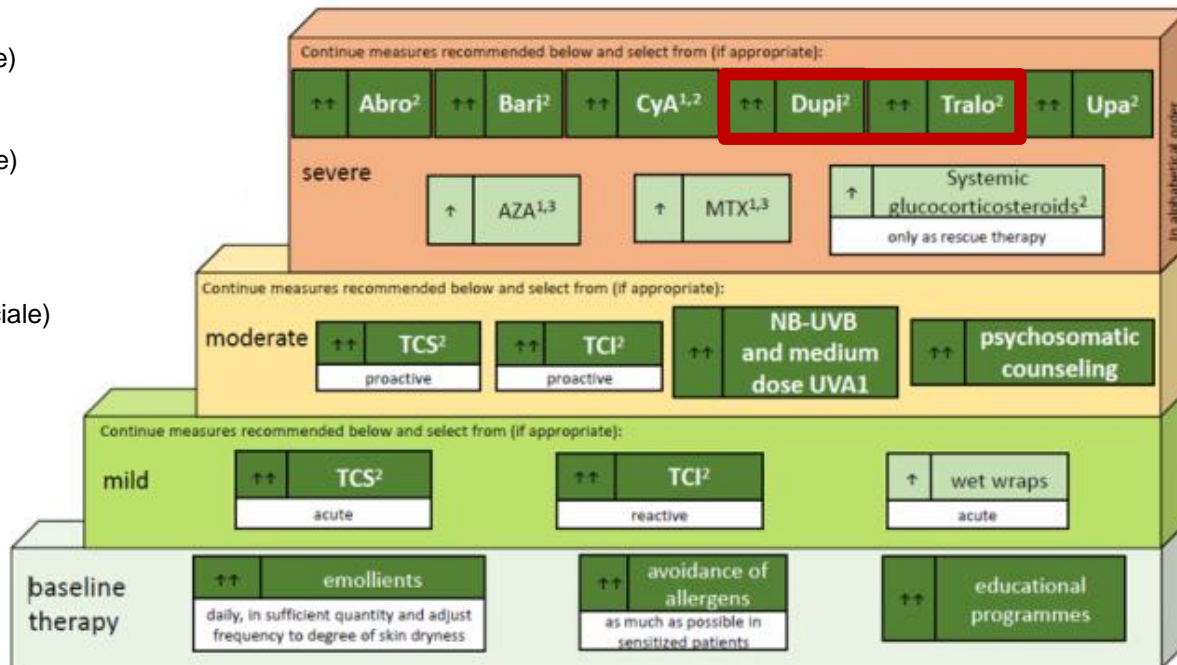 e)
e)
ciale)
Continue measures recommended below and select from (if appropriate):
↑↑ Abro² ↑↑ Bari² ↑↑ CyA¹,² ↑↑ Dupi² ↑↑ Tralo² ↑↑ Upa²
severe
↑ AZA¹,³ ↑ MTX¹,³ ↑ Systemic
glucocorticosteroids²
only as rescue therapy
In alphabetical order
Continue measures recommended below and select from (if appropriate):
moderate
↑↑ TCS²
proactive
↑↑ TCI²
proactive
↑↑ NB-UVB
and medium
dose UVA1
↑↑ psychosomatic
counseling
Continue measures recommended below and select from (if appropriate):
mild
↑↑ TCS²
acute
↑↑ TCI²
reactive
↑ wet wraps
acute
baseline
therapy
↑↑ emollients
daily, in sufficient quantity and adjust
frequency to degree of skin dryness
↑↑ avoidance of
allergens
as much as possible in
sensitized patients
↑↑ educational
programmes